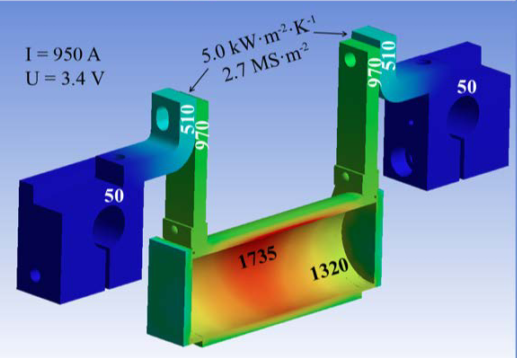 I = 950 A
U = 3.4 V
5.0 kW·m⁻²·K⁻¹
2.7 MS·m⁻²
510
970
50
970
510
50
1735
1320